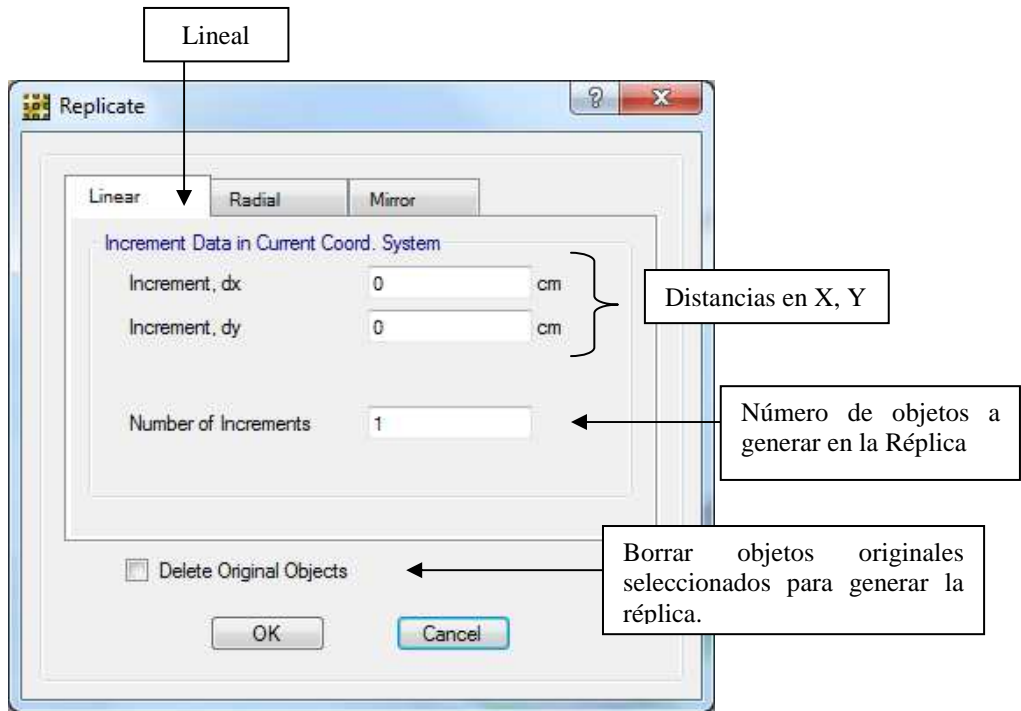 Lineal
Replicate
Linear Radial Mirror
Increment Data in Current Coord. System
Increment, dx 0 cm
Increment, dy 0 cm
Distancias en X, Y
Number of Increments 1
Número de objetos a
generar en la Réplica
Delete Original Objects
Borrar objetos originales
seleccionados para generar la
réplica.
OK Cancel